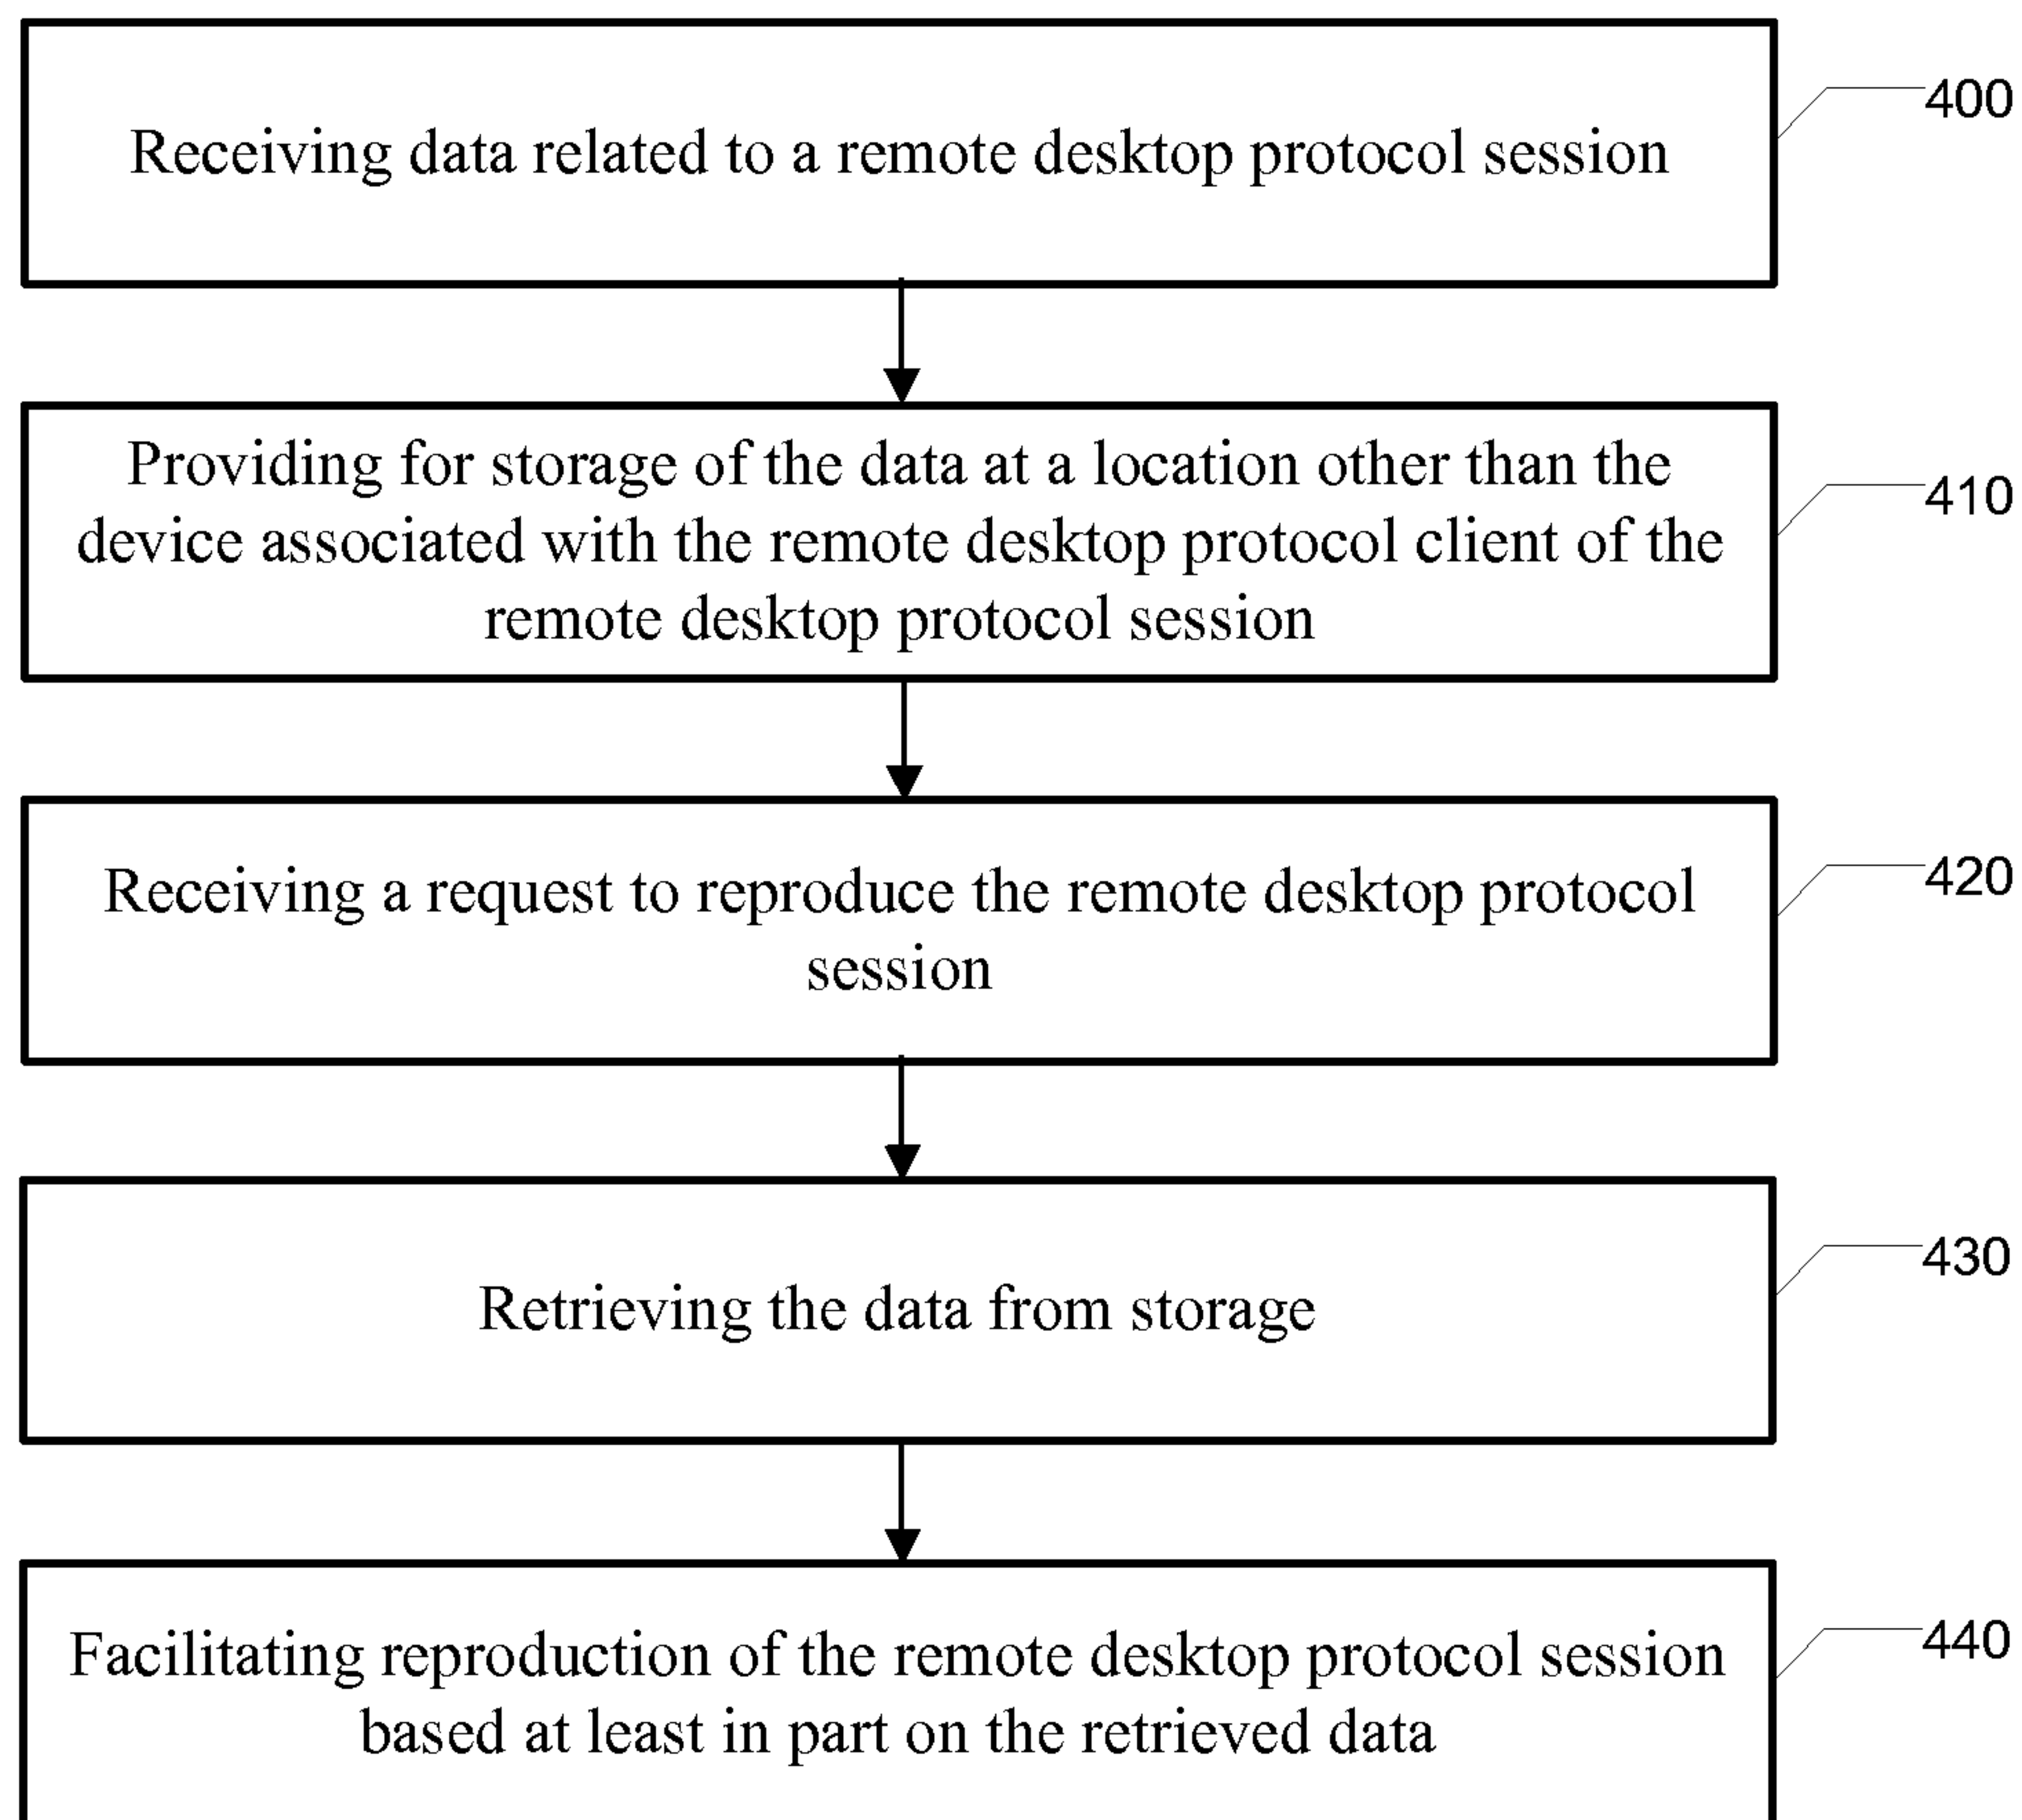 Receiving data related to a remote desktop protocol session
400
Providing for storage of the data at a location other than the
device associated with the remote desktop protocol client of the
remote desktop protocol session
410
Receiving a request to reproduce the remote desktop protocol
session
420
Retrieving the data from storage
430
Facilitating reproduction of the remote desktop protocol session
based at least in part on the retrieved data
440